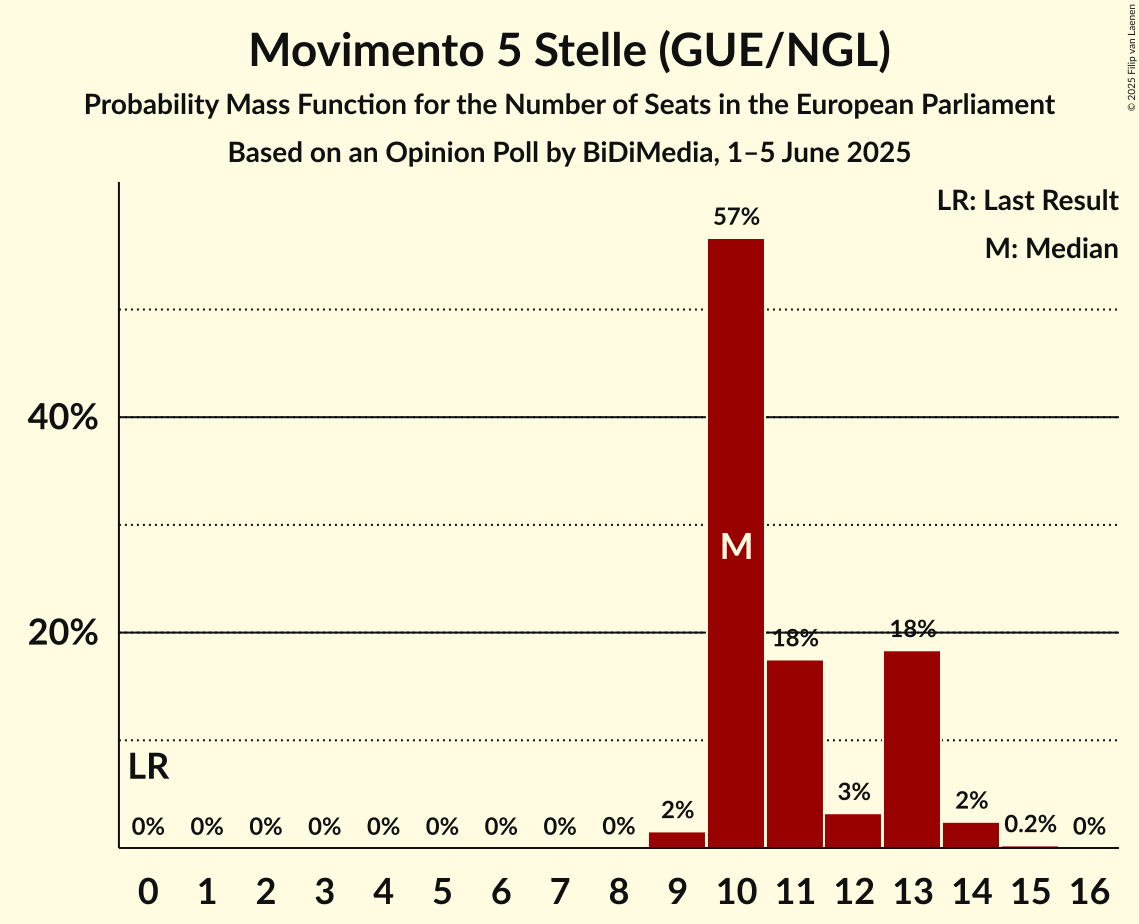 Movimento 5 Stelle (GUE/NGL)
Probability Mass Function for the Number of Seats in the European Parliament
Based on an Opinion Poll by BiDiMedia, 1–5 June 2025
© 2025 Filip van Laenen
LR: Last Result
M: Median
57%
40%
M
20%
18%
18%
LR
0% 0% 0% 0% 0% 0% 0% 0% 0% 2% 3% 2% 0.2% 0%
0 1 2 3 4 5 6 7 8 9 10 11 12 13 14 15 16